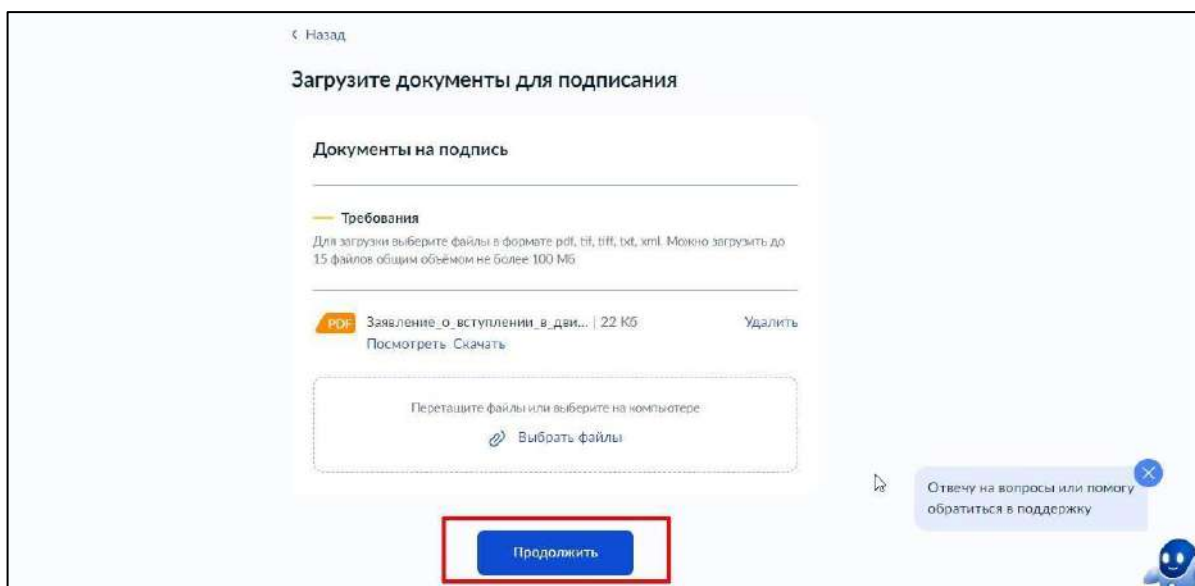 Назад
Загрузите документы для подписания
Документы на подпись
Требования
Для загрузки выберите файлы в формате pdf, tif, tiff, txt, xml. Можно загрузить до
15 файлов общим объёмом не более 100 Мб
PDF Заявление_о_вступлении_в_дви... | 22 Кб Удалить
Посмотреть Скачать
Перетащите файлы или выберите на компьютере
Выбрать файлы
Отвечу на вопросы или помогу
обратиться в поддержку
Продолжить